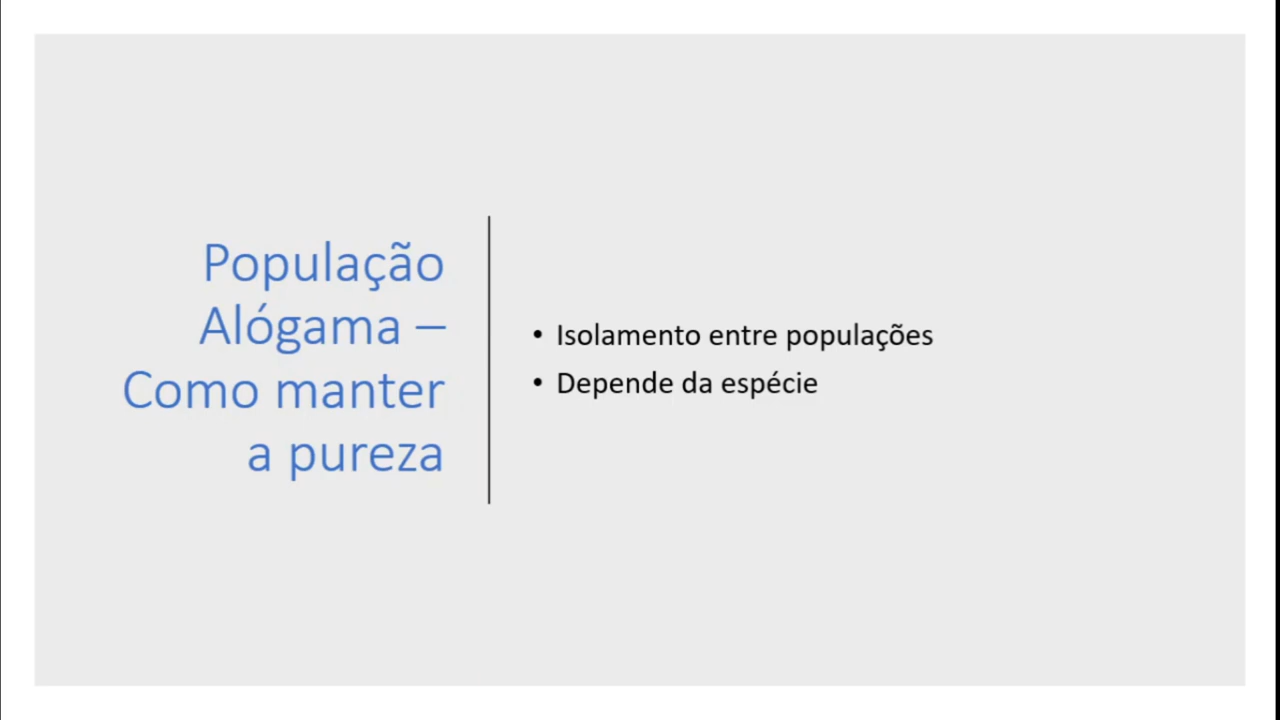 População
Alógama –
Como manter
a pureza
• Isolamento entre populações
• Depende da espécie